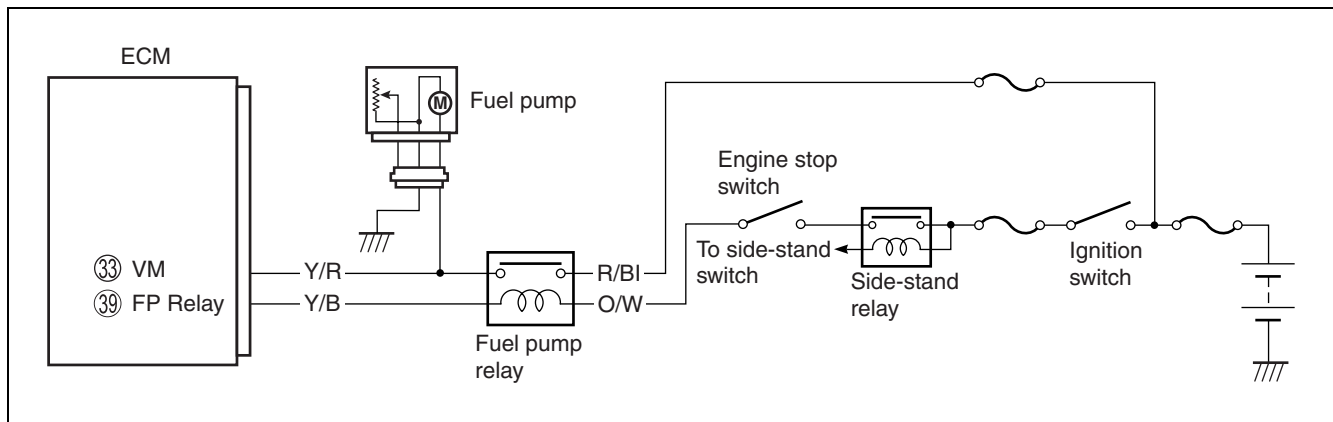 ECM
Fuel pump
M
Engine stop
switch
To side-stand
switch
Side-stand
relay
Ignition
switch
33 VM
39 FP Relay
Y/R
Y/B
R/Bl
O/W
Fuel pump
relay